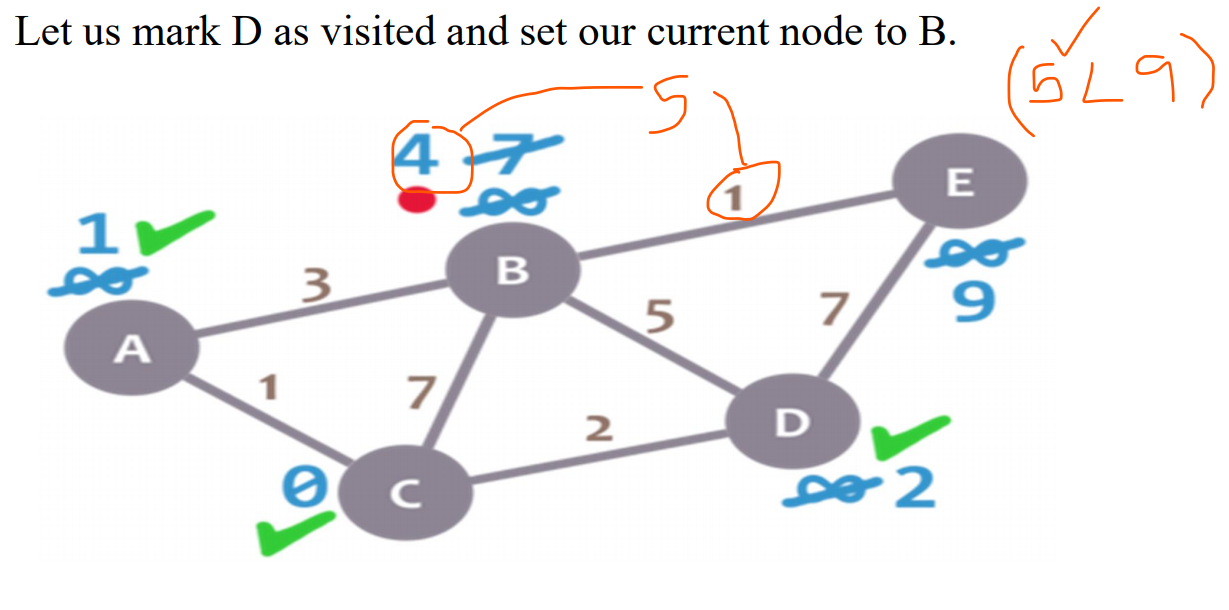 Let us mark D as visited and set our current node to B.
(5 < 9)
5
4 7
∞
1
E
1
∞
B
∞
9
3
5
7
A
1
7
2
D
0
C
∞ 2